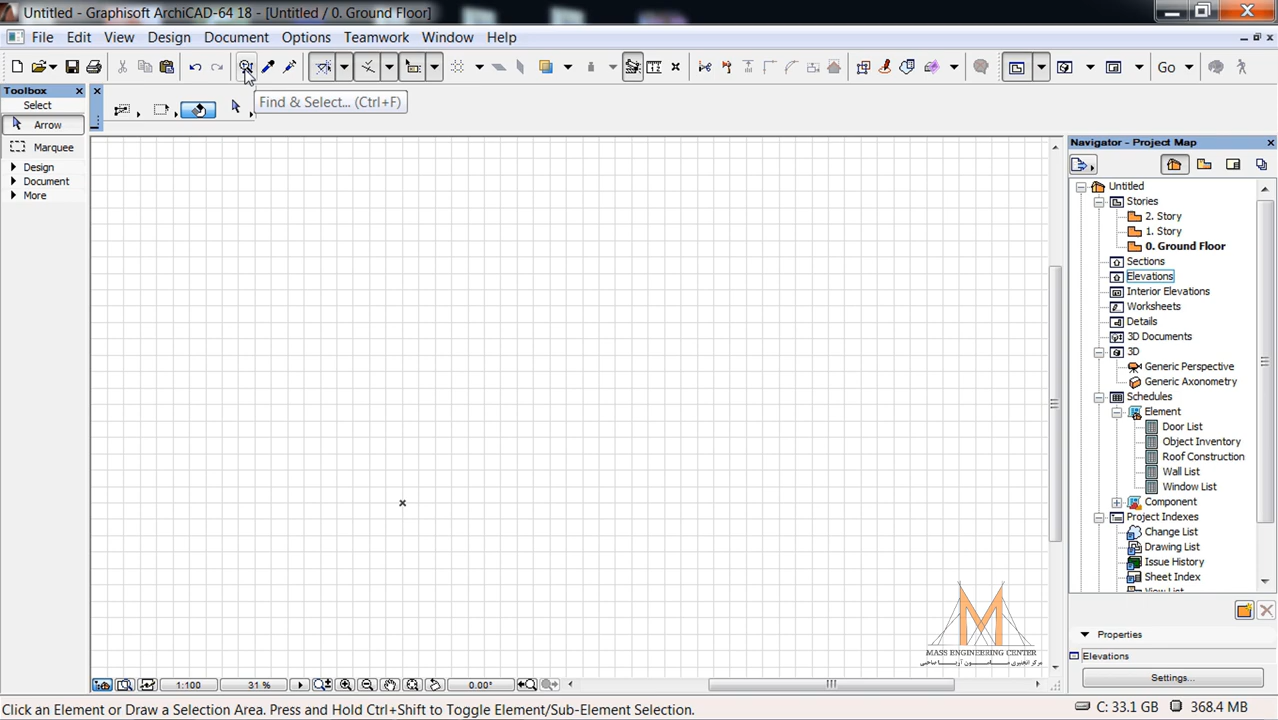 Untitled - Graphisoft ArchiCAD-64 18 - [Untitled / 0. Ground Floor]
File Edit View Design Document Options Teamwork Window Help
Go
Toolbox
Select
Arrow
Marquee
Design
Document
More
Find & Select... (Ctrl+F)
Navigator - Project Map
Untitled
Stories
2. Story
1. Story
0. Ground Floor
Sections
Elevations
Interior Elevations
Worksheets
Details
3D Documents
3D
Generic Perspective
Generic Axonometry
Schedules
Element
Door List
Object Inventory
Roof Construction
Wall List
Window List
Component
Project Indexes
Change List
Drawing List
Issue History
Sheet Index
View List
Properties
Elevations
Settings...
MASS ENGINEERING CENTER
1:100 31 % 0.00°
Click an Element or Draw a Selection Area. Press and Hold Ctrl+Shift to Toggle Element/Sub-Element Selection.
C: 33.1 GB 368.4 MB